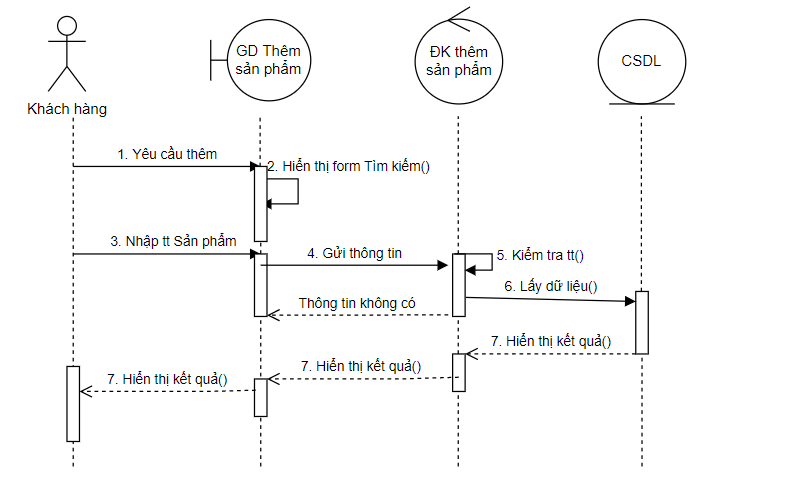 GD Thêm
sản phẩm
ĐK thêm
sản phẩm
CSDL
Khách hàng
1. Yêu cầu thêm
2. Hiển thị form Tìm kiếm()
3. Nhập tt Sản phẩm
4. Gửi thông tin
5. Kiểm tra tt()
6. Lấy dữ liệu()
Thông tin không có
7. Hiển thị kết quả()
7. Hiển thị kết quả()
7. Hiển thị kết quả()